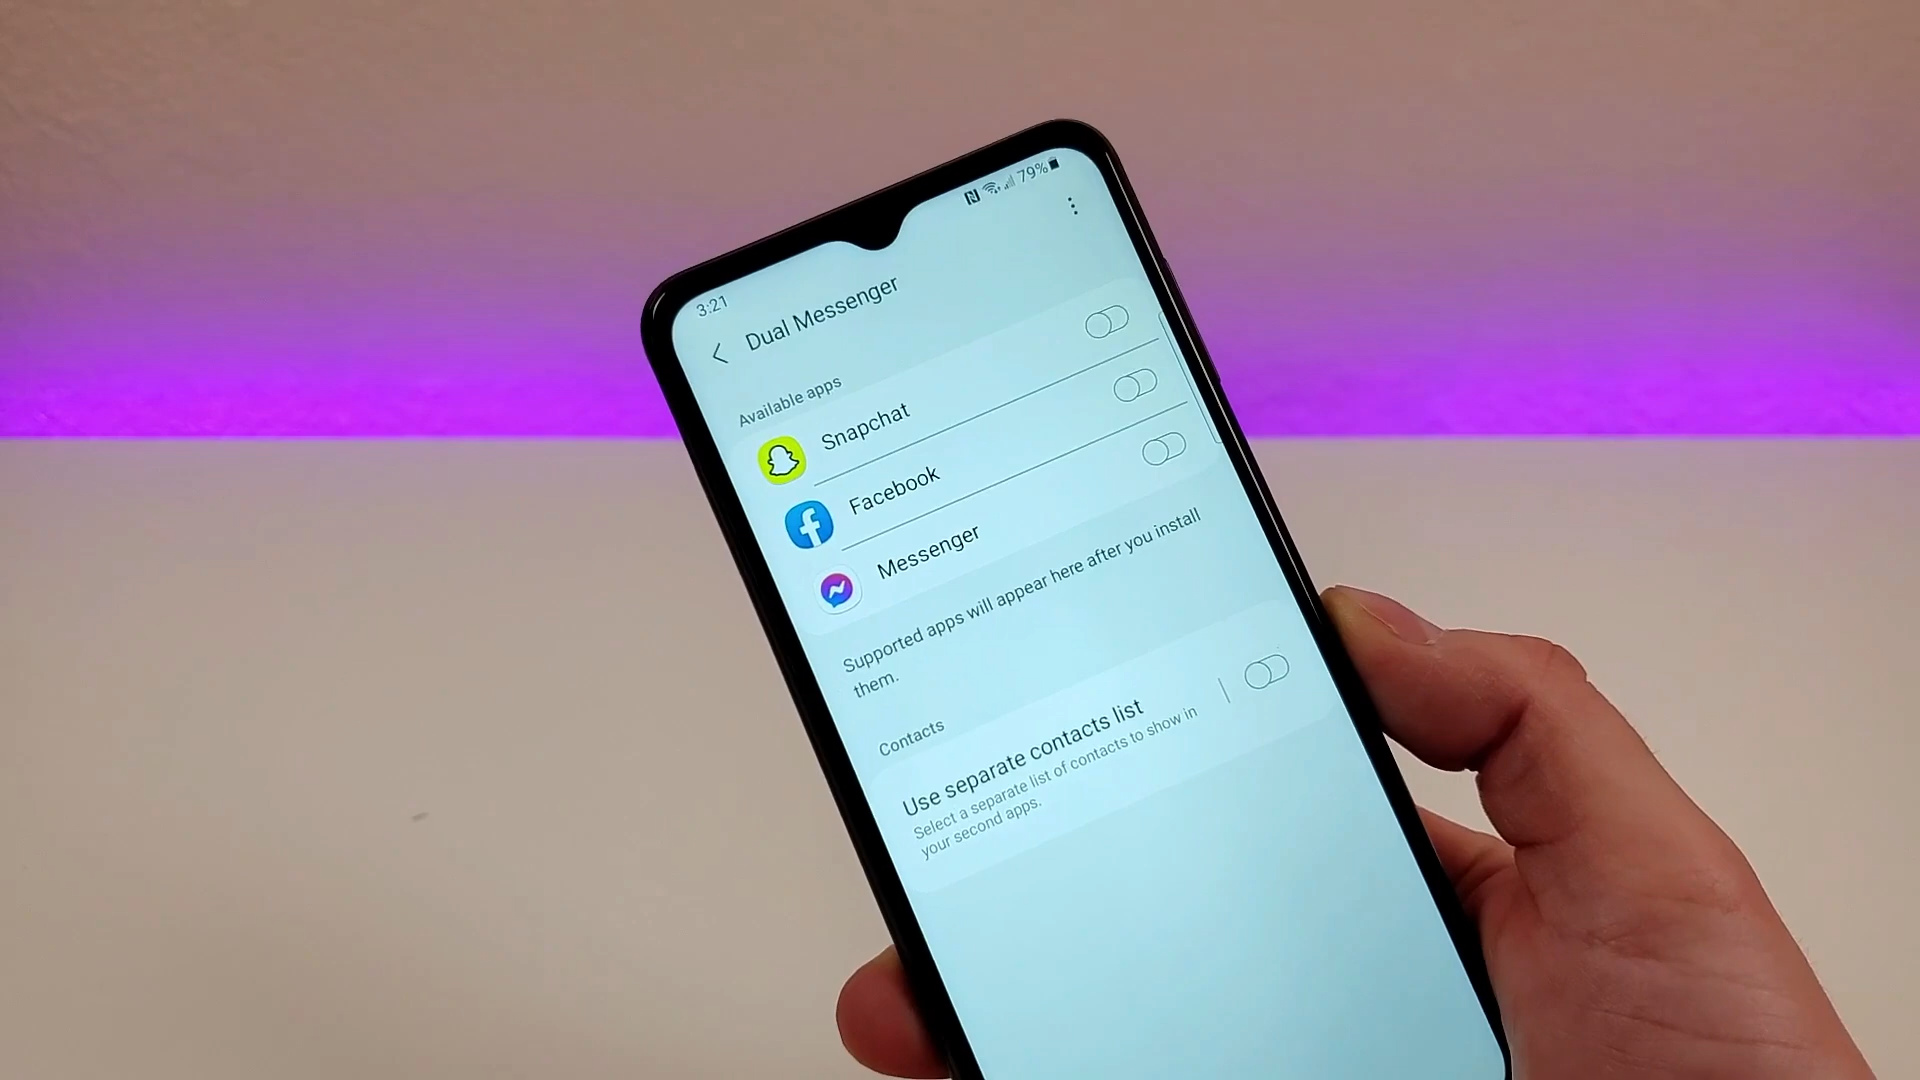 3:21
79%
Dual Messenger
Available apps
Snapchat
Facebook
Messenger
Supported apps will appear here after you install
them.
Contacts
Use separate contacts list
Select a separate list of contacts to show in
your second apps.